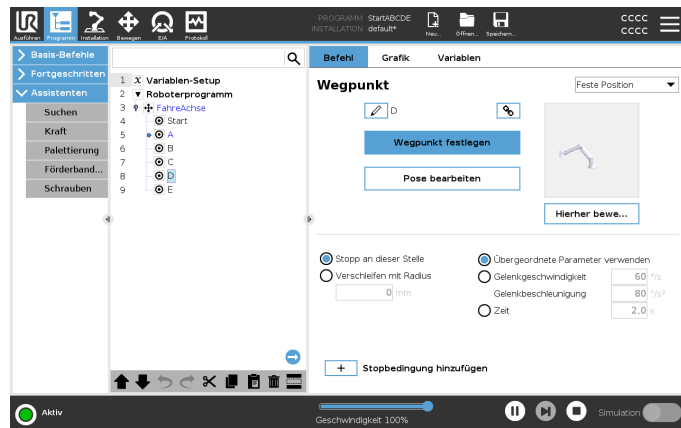 PROGRAMM StartABCDE
INSTALLATION default*
CCCC
CCCC
Ausführen Programm Installation Bewegen E/A Protokoll
Neu... Öffnen... Speichern...
Basis-Befehle
Fortgeschritten
Assistenten
Suchen
Kraft
Palettierung
Förderband...
Schrauben
1 X Variablen-Setup
2 Roboterprogramm
3 FahreAchse
4 Start
5 A
6 B
7 C
8 D
9 E
Befehl Grafik Variablen
Wegpunkt
Feste Position
D
Wegpunkt festlegen
Pose bearbeiten
Hierher bewe...
Stopp an dieser Stelle
Verschleifen mit Radius
0 mm
Übergeordnete Parameter verwenden
Gelenkgeschwindigkeit 60 °/s
Gelenkbeschleunigung 80 °/s²
Zeit 2,0 s
+ Stopbedingung hinzufügen
Aktiv
Geschwindigkeit 100%
Simulation